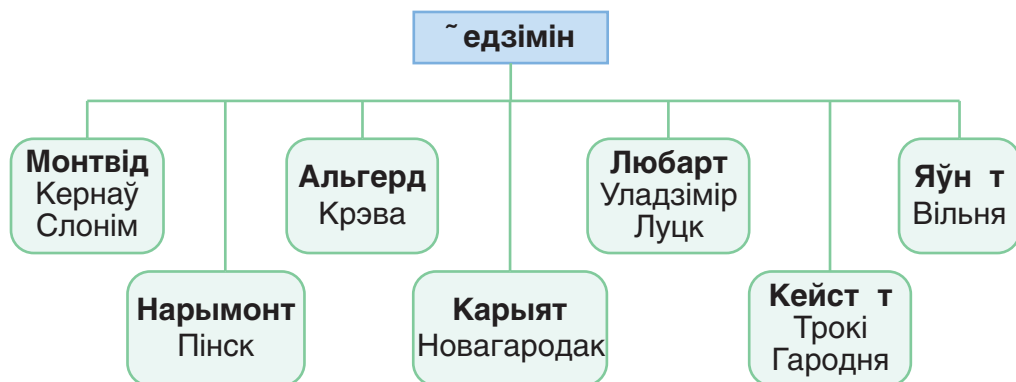 ˜едзімін
Монтвід
Кернаў
Слонім
Нарымонт
Пінск
Альгерд
Крэва
Карыят
Новагародак
Любарт
Уладзімір
Луцк
Кейст т
Трокі
Гародня
Яўн т
Вільня